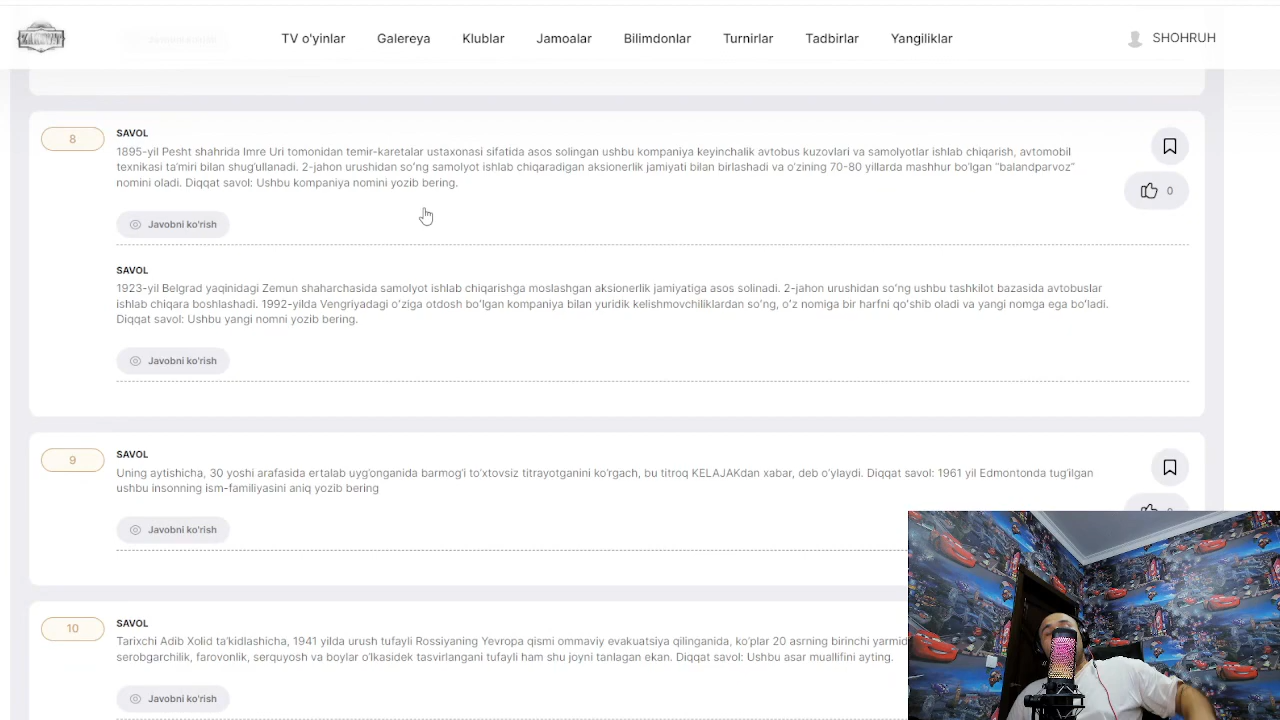 ZAKOVAT
TV o'yinlar
Galereya
Klublar
Jamoalar
Bilimdonlar
Turnirlar
Tadbirlar
Yangiliklar
SHOHRUH
8
SAVOL
1895-yil Pesht shahrida Imre Uri tomonidan temir-karetalar ustaxonasi sifatida asos solingan ushbu kompaniya keyinchalik avtobus kuzovlari va samolyotlar ishlab chiqarish, avtomobil
texnikasi ta'miri bilan shug'ullanadi. 2-jahon urushidan so'ng samolyot ishlab chiqaradigan aksionerlik jamiyati bilan birlashadi va o'zining 70-80 yillarda mashhur bo'lgan "balandparvoz"
nomini oladi. Diqqat savol: Ushbu kompaniya nomini yozib bering.
0
Javobni ko'rish
SAVOL
1923-yil Belgrad yaqinidagi Zemun shaharchasida samolyot ishlab chiqarishga moslashgan aksionerlik jamiyatiga asos solinadi. 2-jahon urushidan so'ng ushbu tashkilot bazasida avtobuslar
ishlab chiqara boshlashadi. 1992-yilda Vengriyadagi o'ziga otdosh bo'lgan kompaniya bilan yuridik kelishmovchiliklardan so'ng, o'z nomiga bir harfni qo'shib oladi va yangi nomga ega bo'ladi.
Diqqat savol: Ushbu yangi nomni yozib bering.
Javobni ko'rish
9
SAVOL
Uning aytishicha, 30 yoshi arafasida ertalab uyg'onganida barmog'i to'xtovsiz titrayotganini ko'rgach, bu titroq KELAJAKdan xabar, deb o'ylaydi. Diqqat savol: 1961 yil Edmontonda tug'ilgan
ushbu insonning ism-familiyasini aniq yozib bering
Javobni ko'rish
10
SAVOL
Tarixchi Adib Xolid ta'kidlashicha, 1941 yilda urush tufayli Rossiyaning Yevropa qismi ommaviy evakuatsiya qilinganida, ko'plar 20 asrning birinchi
serobgarchilik, farovonlik, serquyosh va boylar o'lkasidek tasvirlangani tufayli ham shu joyni tanlagan ekan. Diqqat savol: Ushbu asar muallifini ayting.
Javobni ko'rish